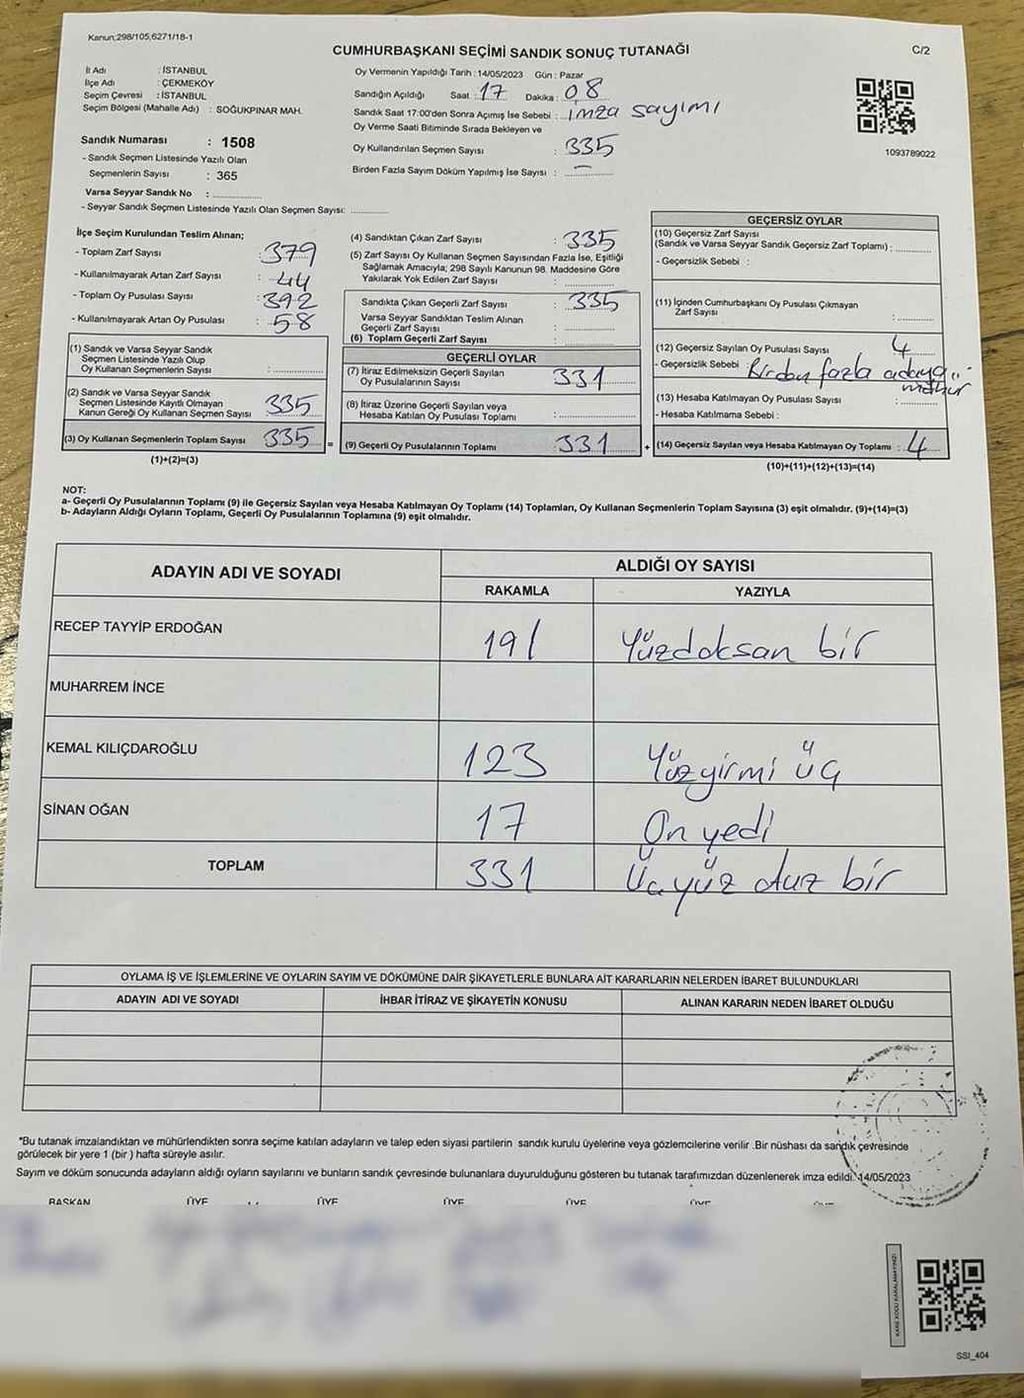 Kanun;298/105,6271/18-1
CUMHURBAŞKANI SEÇİMİ SANDIK SONUÇ TUTANAĞI
C/2
İl Adı : İSTANBUL
İlçe Adı : ÇEKMEKÖY
Seçim Çevresi : İSTANBUL
Seçim Bölgesi (Mahalle Adı) : SOĞUKPINAR MAH.
Sandık Numarası : 1508
- Sandık Seçmen Listesinde Yazılı Olan
Seçmenlerin Sayısı : 365
Varsa Seyyar Sandık No :
- Seyyar Sandık Seçmen Listesinde Yazılı Olan Seçmen Sayısı:
Oy Vermenin Yapıldığı Tarih : 14/05/2023 Gün : Pazar
Sandığın Açıldığı Saat : 17 Dakika : 08
Sandık Saat 17:00'den Sonra Açımış İse Sebebi : imza sayımı
Oy Verme Saati Bitiminde Sırada Bekleyen ve
Oy Kullandırılan Seçmen Sayısı : 335
Birden Fazla Sayım Döküm Yapılmış İse Sayısı : —
1093789022
İlçe Seçim Kurulundan Teslim Alınan;
- Toplam Zarf Sayısı : 379
- Kullanılmayarak Artan Zarf Sayısı : 44
- Toplam Oy Pusulası Sayısı : 392
- Kullanılmayarak Artan Oy Pusulası : 58
(1) Sandık ve Varsa Seyyar Sandık
Seçmen Listesinde Yazılı Olup
Oy Kullanan Seçmenlerin Sayısı :
(2) Sandık ve Varsa Seyyar Sandık
Seçmen Listesinde Kayıtlı Olmayan
Kanun Gereği Oy Kullanan Seçmen Sayısı : 335
(3) Oy Kullanan Seçmenlerin Toplam Sayısı : 335 =
(1)+(2)=(3)
(4) Sandıktan Çıkan Zarf Sayısı : 335
(5) Zarf Sayısı Oy Kullanan Seçmen Sayısından Fazla İse, Eşitliği
Sağlamak Amacıyla; 298 Sayılı Kanunun 98. Maddesine Göre
Yakılarak Yok Edilen Zarf Sayısı :
Sandıkta Çıkan Geçerli Zarf Sayısı : 335
Varsa Seyyar Sandıktan Teslim Alınan
Geçerli Zarf Sayısı :
(6) Toplam Geçerli Zarf Sayısı :
GEÇERLİ OYLAR
(7) İtiraz Edilmeksizin Geçerli Sayılan
Oy Pusulalarının Sayısı : 331
(8) İtiraz Üzerine Geçerli Sayılan veya
Hesaba Katılan Oy Pusulası Toplamı :
(9) Geçerli Oy Pusulalarının Toplamı : 331 +
GEÇERSİZ OYLAR
(10) Geçersiz Zarf Sayısı
(Sandık ve Varsa Seyyar Sandık Geçersiz Zarf Toplamı) :
- Geçersizlik Sebebi :
(11) İçinden Cumhurbaşkanı Oy Pusulası Çıkmayan
Zarf Sayısı :
(12) Geçersiz Sayılan Oy Pusulası Sayısı : 4
- Geçersizlik Sebebi : Birden fazla adaya
mühür
(13) Hesaba Katılmayan Oy Pusulası Sayısı :
- Hesaba Katılmama Sebebi :
(14) Geçersiz Sayılan veya Hesaba Katılmayan Oy Toplamı : 4
(10)+(11)+(12)+(13)=(14)
NOT:
a- Geçerli Oy Pusulalarının Toplamı (9) ile Geçersiz Sayılan veya Hesaba Katılmayan Oy Toplamı (14) Toplamları, Oy Kullanan Seçmenlerin Toplam Sayısına (3) eşit olmalıdır. (9)+(14)=(3)
b- Adayların Aldığı Oyların Toplamı, Geçerli Oy Pusulalarının Toplamına (9) eşit olmalıdır.
ADAYIN ADI VE SOYADI ALDIĞI OY SAYISI
RAKAMLA YAZIYLA
RECEP TAYYİP ERDOĞAN 191 Yüzdoksan bir
MUHARREM İNCE
KEMAL KILIÇDAROĞLU 123 Yüzyirmi üç
SİNAN OĞAN 17 On yedi
TOPLAM 331 Üçyüz otuz bir
OYLAMA İŞ VE İŞLEMLERİNE VE OYLARIN SAYIM VE DÖKÜMÜNE DAİR ŞİKAYETLERLE BUNLARA AİT KARARLARIN NELERDEN İBARET BULUNDUKLARI
ADAYIN ADI VE SOYADI İHBAR İTİRAZ VE ŞİKAYETİN KONUSU ALINAN KARARIN NEDEN İBARET OLDUĞU
*Bu tutanak imzalandıktan ve mühürlendikten sonra seçime katılan adayların ve talep eden siyasi partilerin sandık kurulu üyelerine veya gözlemcilerine verilir .Bir nüshası da sandık çevresinde
görülecek bir yere 1 (bir ) hafta süreyle asılır.
Sayım ve döküm sonucunda adayların aldığı oyların sayılarını ve bunların sandık çevresinde bulunanlara duyurulduğunu gösteren bu tutanak tarafımızdan düzenlenerek imza edildi. 14/05/2023
BAŞKAN ÜYE ÜYE ÜYE ÜYE
KARE KODU KARALAMAYINIZ!
SSI_404